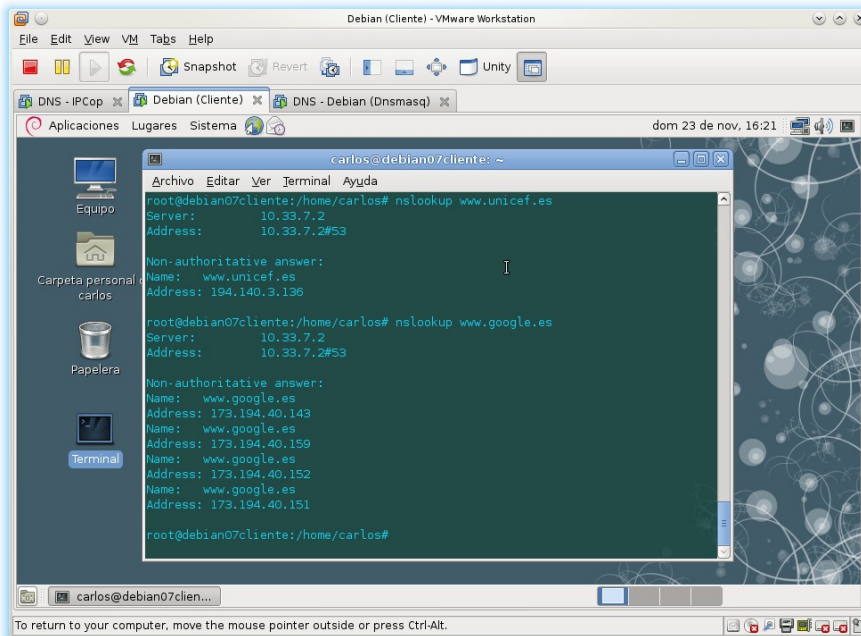 Debian (Cliente) - VMware Workstation
File Edit View VM Tabs Help
Snapshot Revert Unity
DNS - IPCop Debian (Cliente) DNS - Debian (Dnsmasq)
Aplicaciones Lugares Sistema dom 23 de nov, 16:21
carlos@debian07cliente: ~
Archivo Editar Ver Terminal Ayuda
Equipo
Carpeta personal
carlos
Papelera
Terminal
root@debian07cliente:/home/carlos# nslookup www.unicef.es
Server: 10.33.7.2
Address: 10.33.7.2#53
Non-authoritative answer:
Name: www.unicef.es
Address: 194.140.3.136
root@debian07cliente:/home/carlos# nslookup www.google.es
Server: 10.33.7.2
Address: 10.33.7.2#53
Non-authoritative answer:
Name: www.google.es
Address: 173.194.40.143
Name: www.google.es
Address: 173.194.40.159
Name: www.google.es
Address: 173.194.40.152
Name: www.google.es
Address: 173.194.40.151
root@debian07cliente:/home/carlos#
carlos@debian07clien...
To return to your computer, move the mouse pointer outside or press Ctrl-Alt.